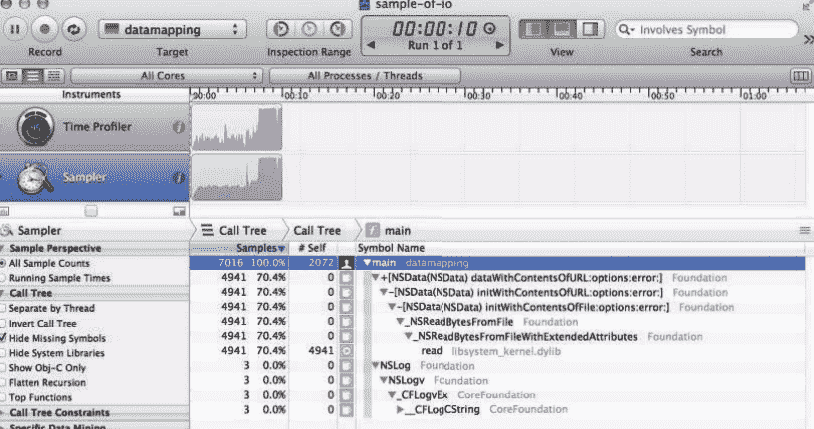 sample-of-io
datamapping
00:00:10
Run 1 of 1
Involves Symbol
Record
Target
Inspection Range
View
Search
All Cores
All Processes / Threads
Instruments
00:00
00:10
00:20
00:30
00:40
00:50
01:00
Time Profiler
Sampler
Sampler
Call Tree
Call Tree
main
Sample Perspective
All Sample Counts
Running Sample Times
Call Tree
Separate by Thread
Invert Call Tree
Hide Missing Symbols
Hide System Libraries
Show Obj-C Only
Flatten Recursion
Top Functions
Call Tree Constraints
Specific Data Mining
Samples # Self Symbol Name
7016 100.0% 2072 main datamapping
4941 70.4% 0 +[NSData(NSData) dataWithContentsOfURL:options:error:] Foundation
4941 70.4% 0 -[NSData(NSData) initWithContentsOfURL:options:error:] Foundation
4941 70.4% 0 -[NSData(NSData) initWithContentsOfFile:options:error:] Foundation
4941 70.4% 0 _NSReadBytesFromFile Foundation
4941 70.4% 0 _NSReadBytesFromFileWithExtendedAttributes Foundation
4941 70.4% 4941 read libsystem_kernel.dylib
3 0.0% 0 NSLog Foundation
3 0.0% 0 NSLogv Foundation
3 0.0% 0 _CFLogvEx CoreFoundation
3 0.0% 0 __CFLogCString CoreFoundation